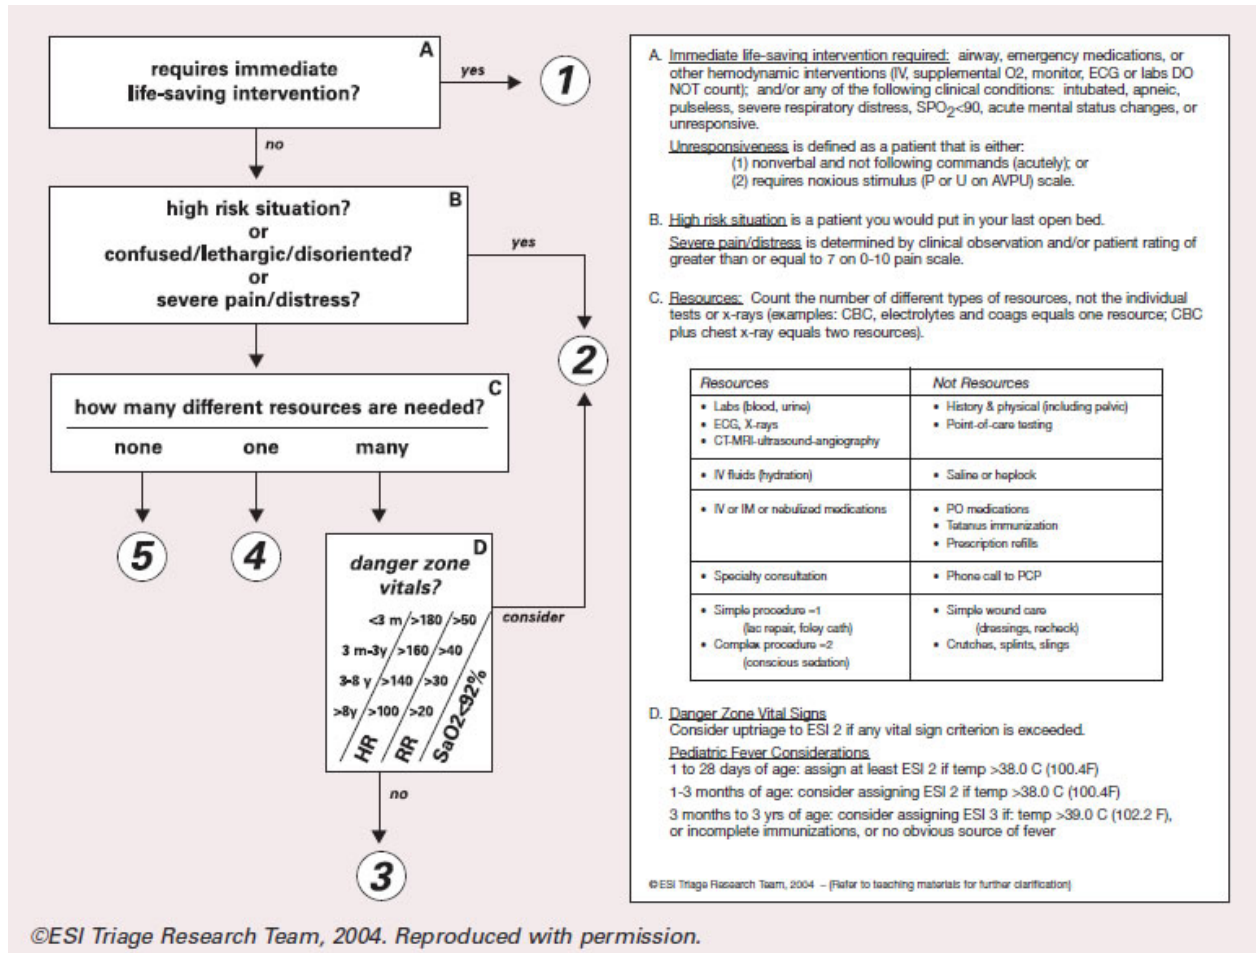 A
requires immediate
life-saving intervention?
yes
1
no
B
high risk situation?
or
confused/lethargic/disoriented?
or
severe pain/distress?
yes
2
C
how many different resources are needed?
none one many
5
4
D
danger zone
vitals?
<3 m >180 >50
3 m-3y >160 >40
3-8 y >140 >30
>8y >100 >20
HR RR SaO2<92%
consider
no
3
A. Immediate life-saving intervention required: airway, emergency medications, or
other hemodynamic interventions (IV, supplemental O2, monitor, ECG or labs DO
NOT count); and/or any of the following clinical conditions: intubated, apneic,
pulseless, severe respiratory distress, SPO2<90, acute mental status changes, or
unresponsive.
Unresponsiveness is defined as a patient that is either:
(1) nonverbal and not following commands (acutely); or
(2) requires noxious stimulus (P or U on AVPU) scale.
B. High risk situation is a patient you would put in your last open bed.
Severe pain/distress is determined by clinical observation and/or patient rating of
greater than or equal to 7 on 0-10 pain scale.
C. Resources: Count the number of different types of resources, not the individual
tests or x-rays (examples: CBC, electrolytes and coags equals one resource; CBC
plus chest x-ray equals two resources).
Resources Not Resources
• Labs (blood, urine) • History & physical (including pelvic)
• ECG, X-rays • Point-of-care testing
• CT-MRI-ultrasound-angiography
• IV fluids (hydration) • Saline or heplock
• IV or IM or nebulized medications • PO medications
• Tetanus immunization
• Prescription refills
• Specialty consultation • Phone call to PCP
• Simple procedure =1 • Simple wound care
(lac repair, foley cath) (dressings, recheck)
• Complex procedure =2 • Crutches, splints, slings
(conscious sedation)
D. Danger Zone Vital Signs
Consider uptriage to ESI 2 if any vital sign criterion is exceeded.
Pediatric Fever Considerations
1 to 28 days of age: assign at least ESI 2 if temp >38.0 C (100.4F)
1-3 months of age: consider assigning ESI 2 if temp >38.0 C (100.4F)
3 months to 3 yrs of age: consider assigning ESI 3 if: temp >39.0 C (102.2 F),
or incomplete immunizations, or no obvious source of fever
©ESI Triage Research Team, 2004 – (Refer to teaching materials for further clarification)
©ESI Triage Research Team, 2004. Reproduced with permission.